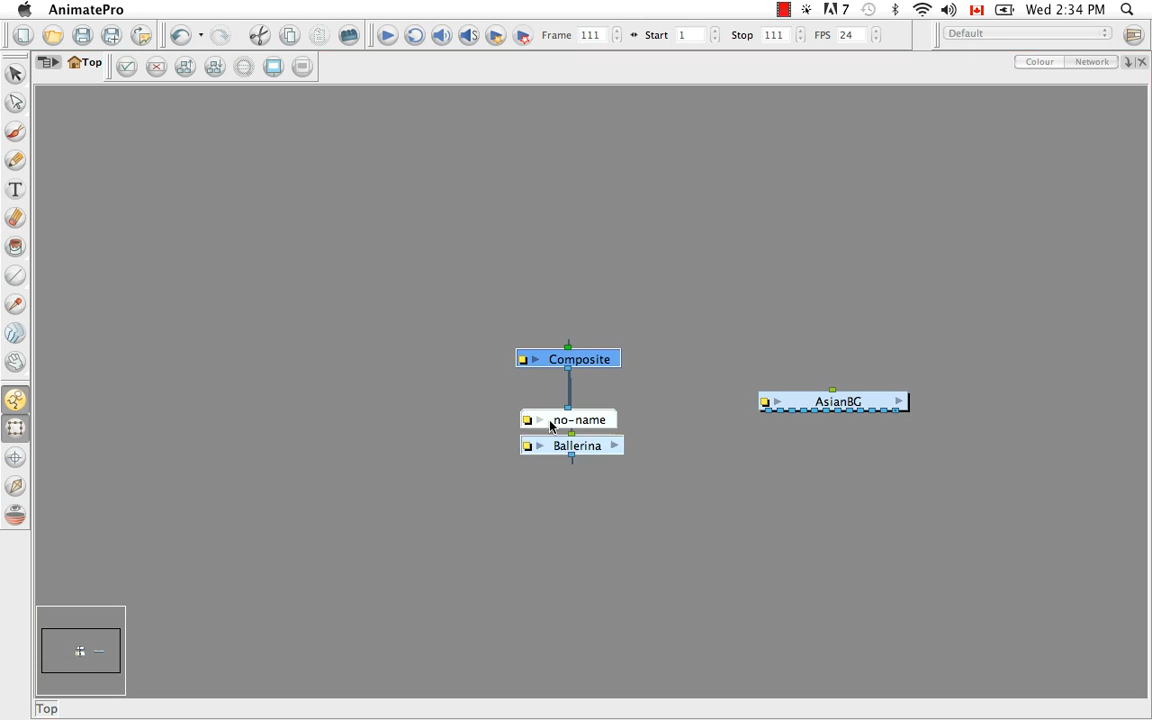 AnimatePro
7
Wed 2:34 PM
Frame 111 Start 1 Stop 111 FPS 24
Default
Top
Colour Network
T
Composite
no-name
AsianBG
Ballerina
Top